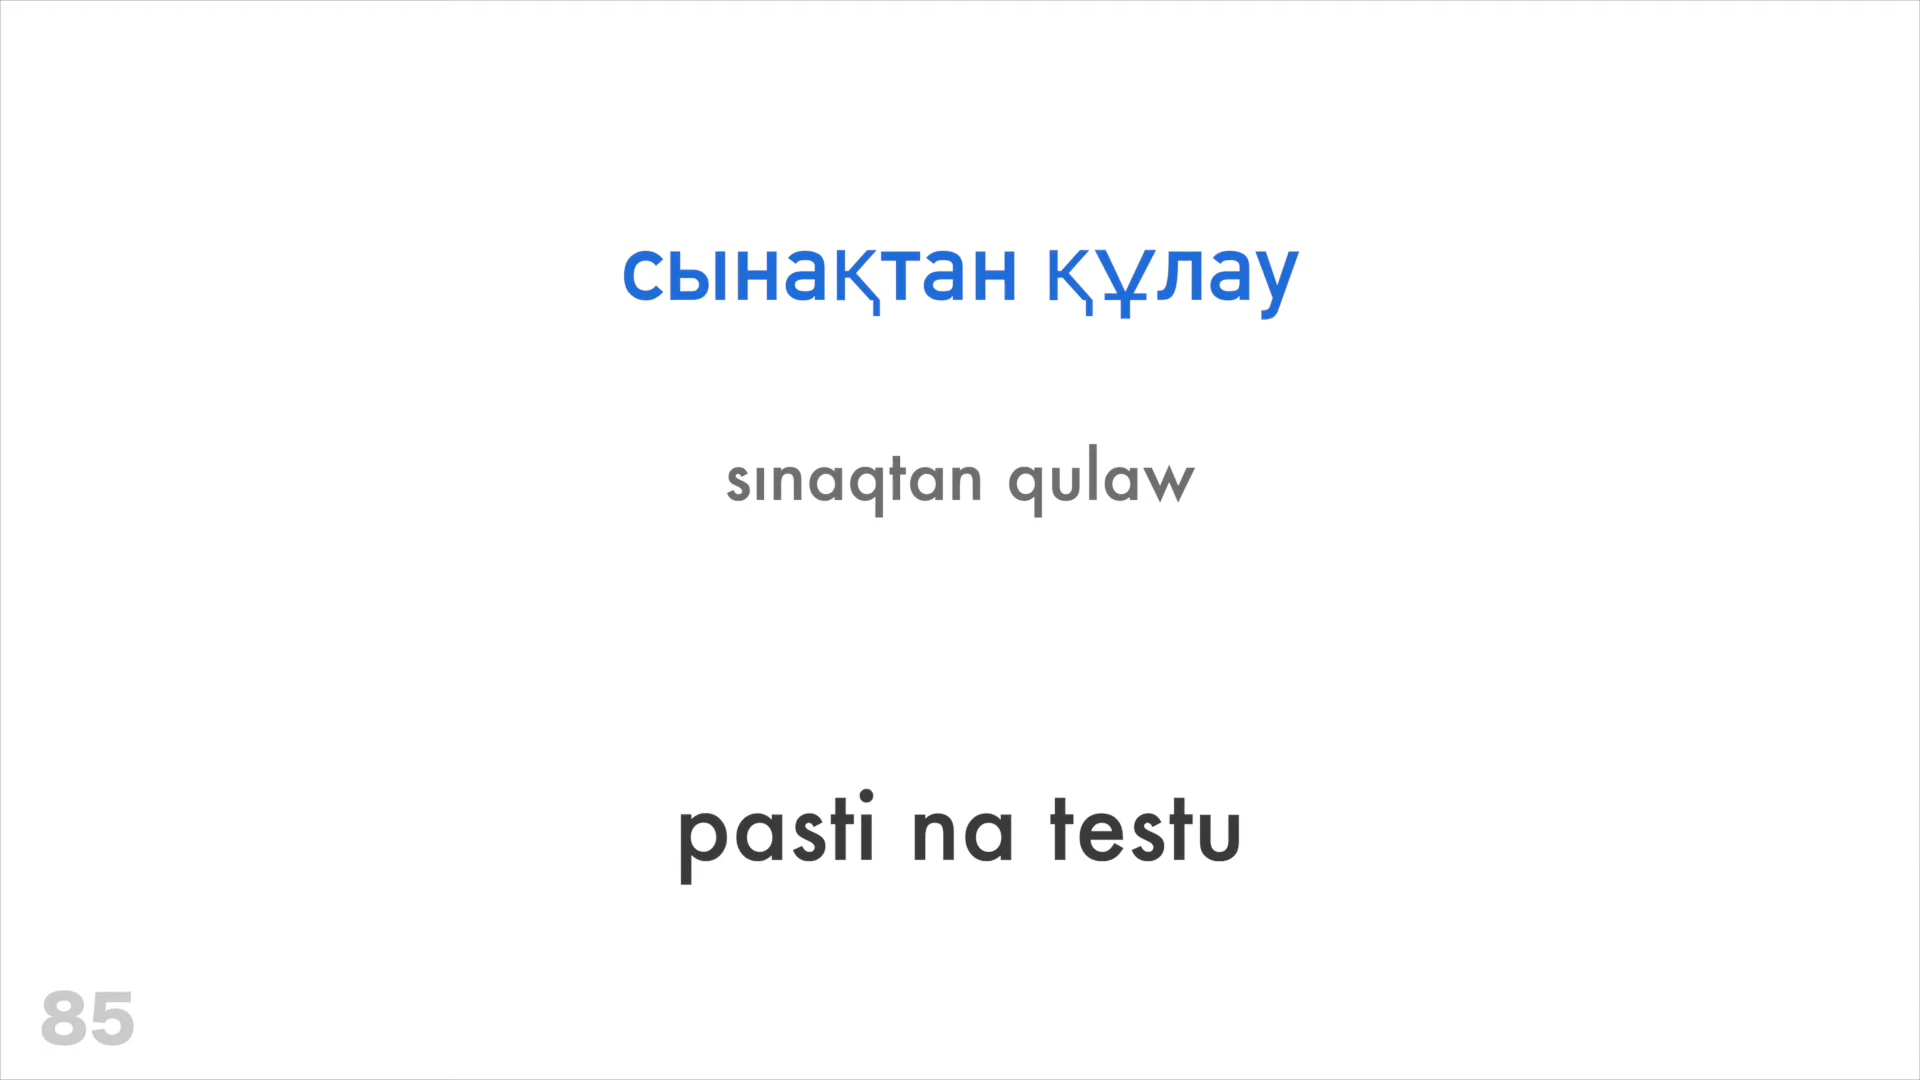 сынақтан құлау
sınaqtan qulaw
pasti na testu
85